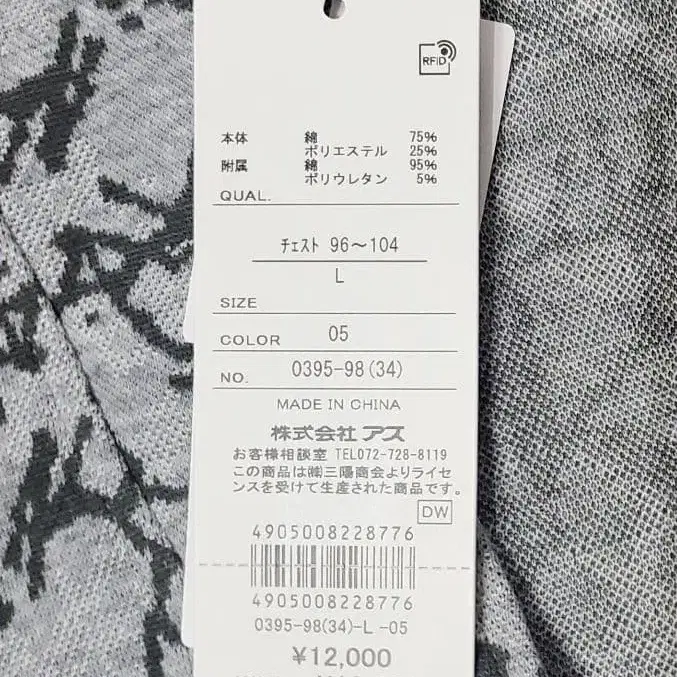 RFID
本体 綿 75%
ポリエステル 25%
附属 綿 95%
ポリウレタン 5%
QUAL.
チェスト 96～104
L
SIZE
COLOR 05
NO. 0395-98(34)
MADE IN CHINA
株式会社 アズ
お客様相談室 TEL072-728-8119
この商品は㈱三陽商会よりライセ
ンスを受けて生産された商品です。
DW
4905008228776
4905008228776
0395-98(34)-L -05
¥12,000